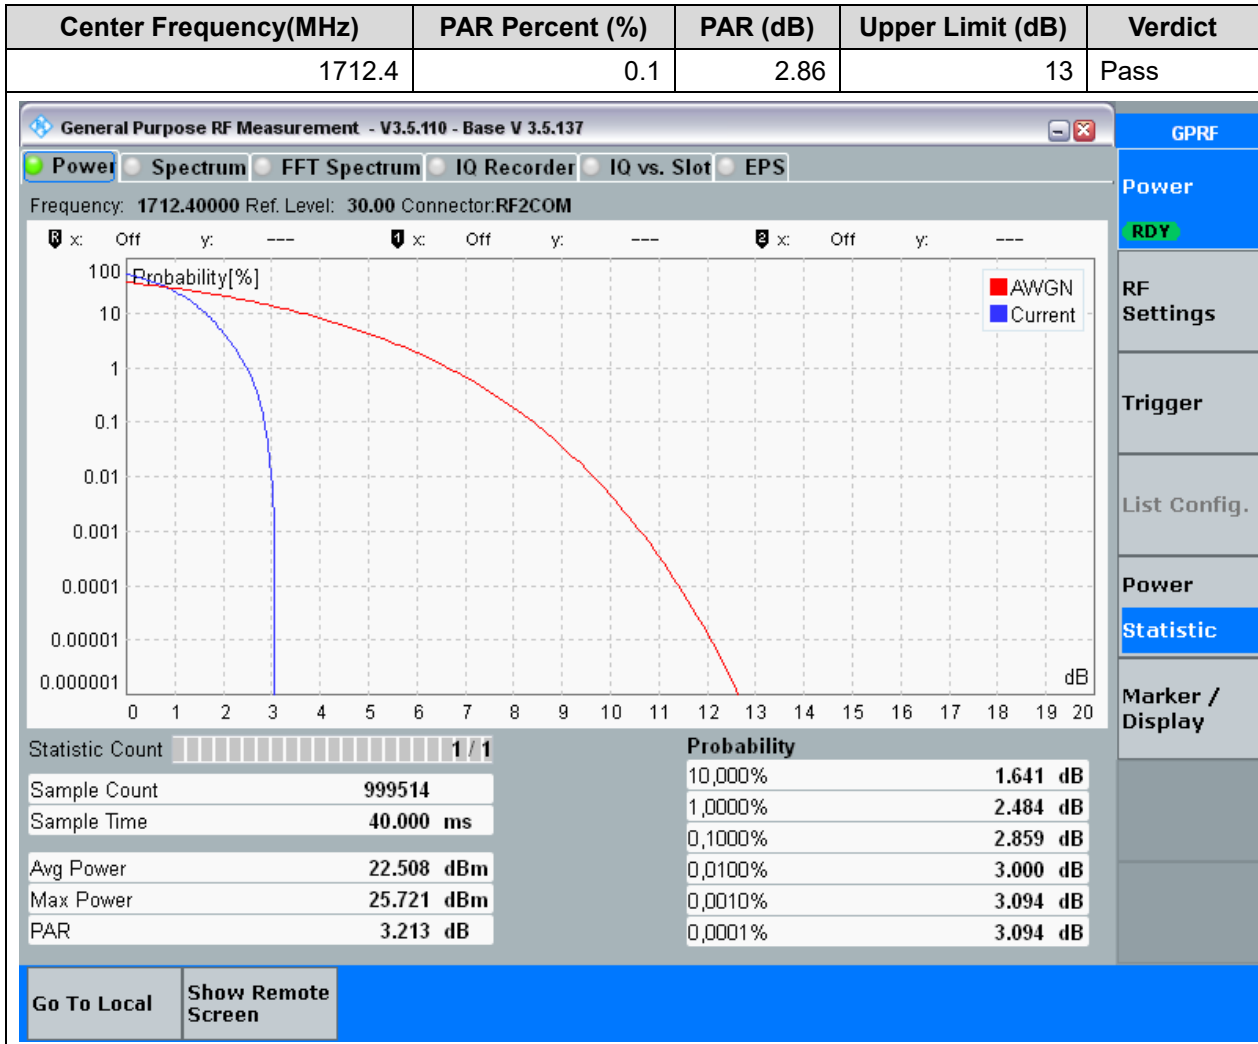 Center Frequency(MHz) PAR Percent (%) PAR (dB) Upper Limit (dB) Verdict
1712.4 0.1 2.86 13 Pass
General Purpose RF Measurement - V3.5.110 - Base V 3.5.137
GPRF
Power Spectrum FFT Spectrum IQ Recorder IQ vs. Slot EPS
Power
RDY
Frequency: 1712.40000 Ref. Level: 30.00 Connector:RF2COM
R x: Off y: --- 1 x: Off y: --- 2 x: Off y: ---
Probability[%]
AWGN
Current
100
10
1
0.1
0.01
0.001
0.0001
0.00001
0.000001
dB
0 1 2 3 4 5 6 7 8 9 10 11 12 13 14 15 16 17 18 19 20
RF
Settings
Trigger
List Config.
Power
Statistic
Marker /
Display
Statistic Count 1 / 1
Sample Count 999514
Sample Time 40.000 ms
Avg Power 22.508 dBm
Max Power 25.721 dBm
PAR 3.213 dB
Probability
10,000% 1.641 dB
1,0000% 2.484 dB
0,1000% 2.859 dB
0,0100% 3.000 dB
0,0010% 3.094 dB
0,0001% 3.094 dB
Go To Local
Show Remote
Screen